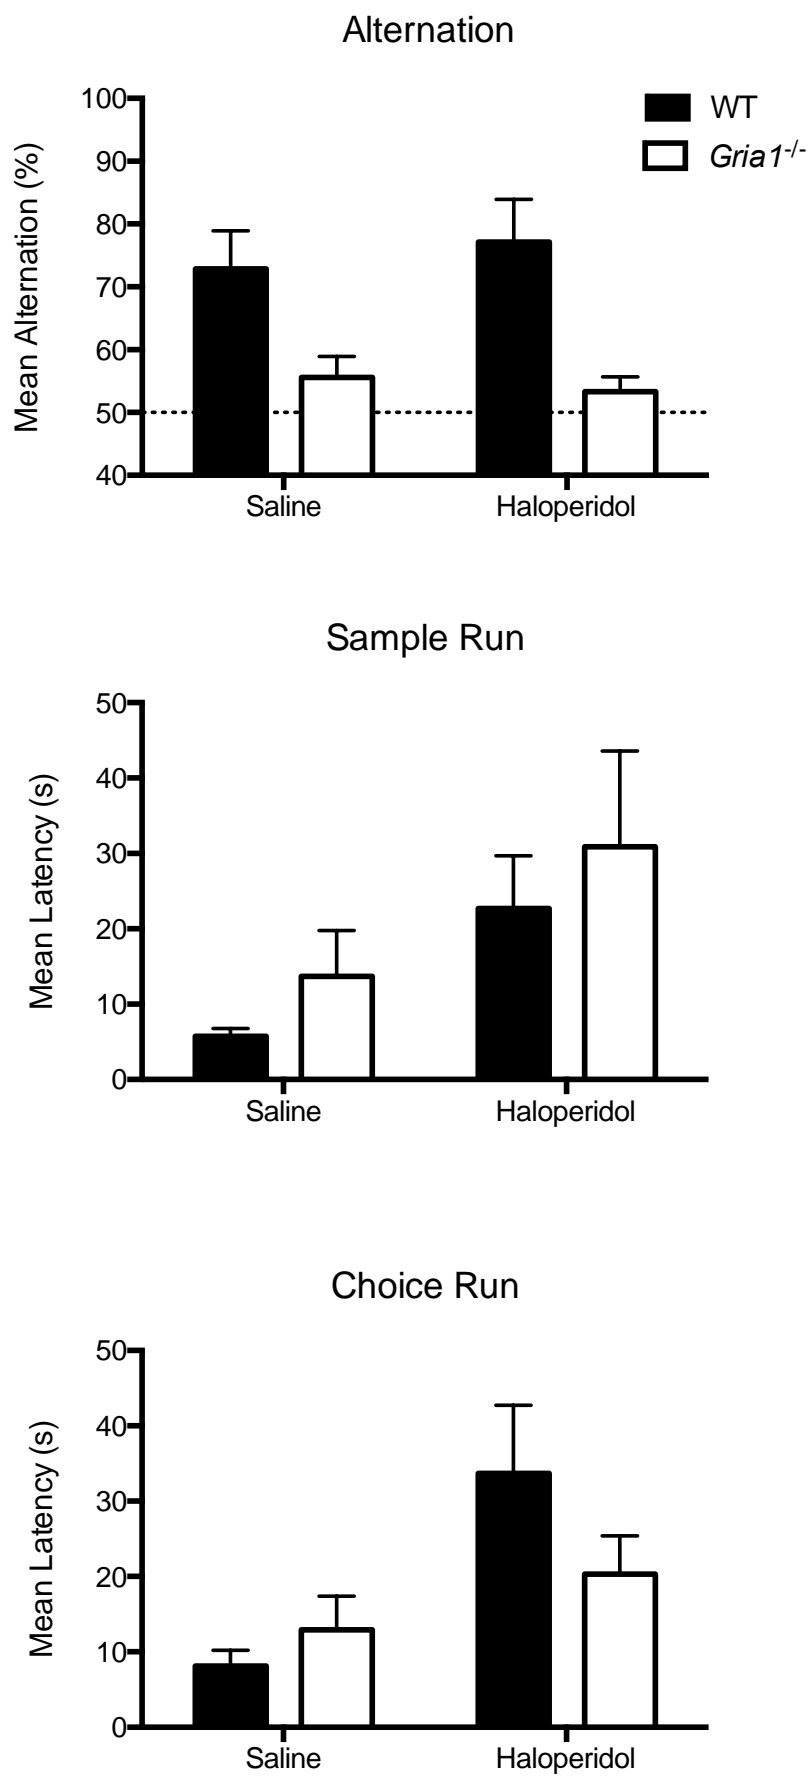 Alternation
Mean Alternation (%)
100
90
80
70
60
50
40
WT
Gria1-/-
Saline
Haloperidol
Sample Run
Mean Latency (s)
50
40
30
20
10
0
Saline
Haloperidol
Choice Run
Mean Latency (s)
50
40
30
20
10
0
Saline
Haloperidol